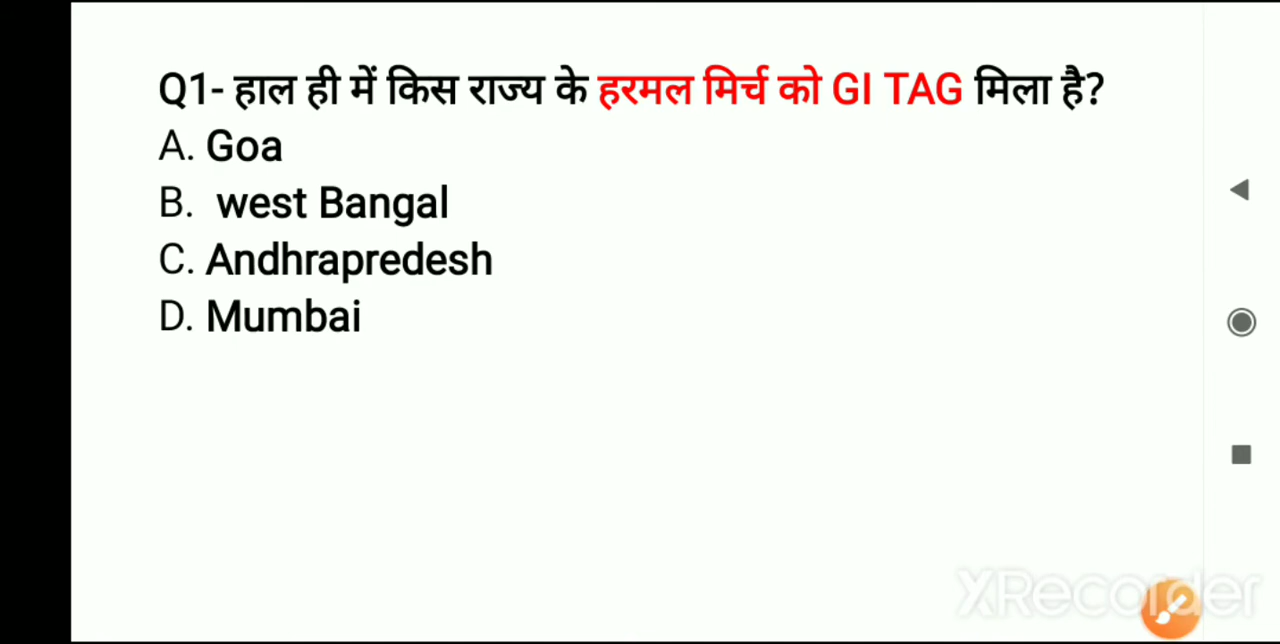 Q1- हाल ही में किस राज्य के हरमल मिर्च को GI TAG मिला है?
A. Goa
B. west Bangal
C. Andhrapredesh
D. Mumbai
XRecorder